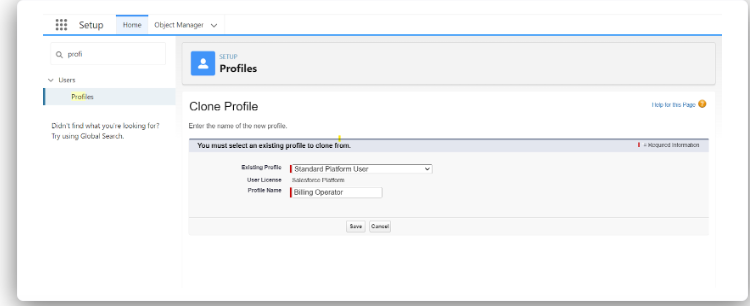 Setup Home Object Manager
profi
Users
Profiles
Didn't find what you're looking for?
Try using Global Search.
SETUP
Profiles
Clone Profile
Help for this Page
Enter the name of the new profile.
You must select an existing profile to clone from.
= Required Information
Existing Profile Standard Platform User
User License Salesforce Platform
Profile Name Billing Operator
Save Cancel